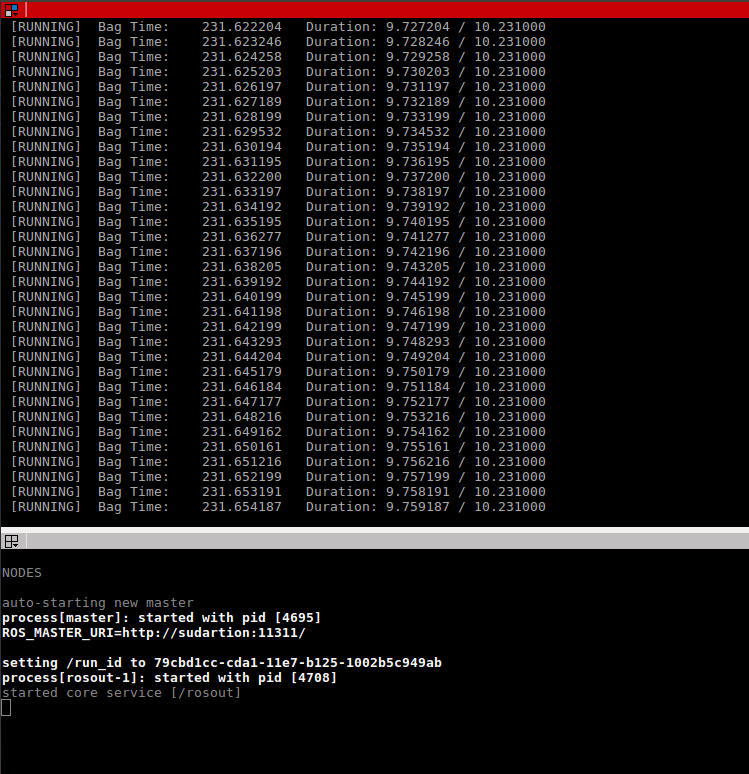 [RUNNING]  Bag Time:    231.622204   Duration: 9.727204 / 10.231000
[RUNNING]  Bag Time:    231.623246   Duration: 9.728246 / 10.231000
[RUNNING]  Bag Time:    231.624258   Duration: 9.729258 / 10.231000
[RUNNING]  Bag Time:    231.625203   Duration: 9.730203 / 10.231000
[RUNNING]  Bag Time:    231.626197   Duration: 9.731197 / 10.231000
[RUNNING]  Bag Time:    231.627189   Duration: 9.732189 / 10.231000
[RUNNING]  Bag Time:    231.628199   Duration: 9.733199 / 10.231000
[RUNNING]  Bag Time:    231.629532   Duration: 9.734532 / 10.231000
[RUNNING]  Bag Time:    231.630194   Duration: 9.735194 / 10.231000
[RUNNING]  Bag Time:    231.631195   Duration: 9.736195 / 10.231000
[RUNNING]  Bag Time:    231.632200   Duration: 9.737200 / 10.231000
[RUNNING]  Bag Time:    231.633197   Duration: 9.738197 / 10.231000
[RUNNING]  Bag Time:    231.634192   Duration: 9.739192 / 10.231000
[RUNNING]  Bag Time:    231.635195   Duration: 9.740195 / 10.231000
[RUNNING]  Bag Time:    231.636277   Duration: 9.741277 / 10.231000
[RUNNING]  Bag Time:    231.637196   Duration: 9.742196 / 10.231000
[RUNNING]  Bag Time:    231.638205   Duration: 9.743205 / 10.231000
[RUNNING]  Bag Time:    231.639192   Duration: 9.744192 / 10.231000
[RUNNING]  Bag Time:    231.640199   Duration: 9.745199 / 10.231000
[RUNNING]  Bag Time:    231.641198   Duration: 9.746198 / 10.231000
[RUNNING]  Bag Time:    231.642199   Duration: 9.747199 / 10.231000
[RUNNING]  Bag Time:    231.643293   Duration: 9.748293 / 10.231000
[RUNNING]  Bag Time:    231.644204   Duration: 9.749204 / 10.231000
[RUNNING]  Bag Time:    231.645179   Duration: 9.750179 / 10.231000
[RUNNING]  Bag Time:    231.646184   Duration: 9.751184 / 10.231000
[RUNNING]  Bag Time:    231.647177   Duration: 9.752177 / 10.231000
[RUNNING]  Bag Time:    231.648216   Duration: 9.753216 / 10.231000
[RUNNING]  Bag Time:    231.649162   Duration: 9.754162 / 10.231000
[RUNNING]  Bag Time:    231.650161   Duration: 9.755161 / 10.231000
[RUNNING]  Bag Time:    231.651216   Duration: 9.756216 / 10.231000
[RUNNING]  Bag Time:    231.652199   Duration: 9.757199 / 10.231000
[RUNNING]  Bag Time:    231.653191   Duration: 9.758191 / 10.231000
[RUNNING]  Bag Time:    231.654187   Duration: 9.759187 / 10.231000
NODES
auto-starting new master
process[master]: started with pid [4695]
ROS_MASTER_URI=http://sudartion:11311/
setting /run_id to 79cbd1cc-cda1-11e7-b125-1002b5c949ab
process[rosout-1]: started with pid [4708]
started core service [/rosout]